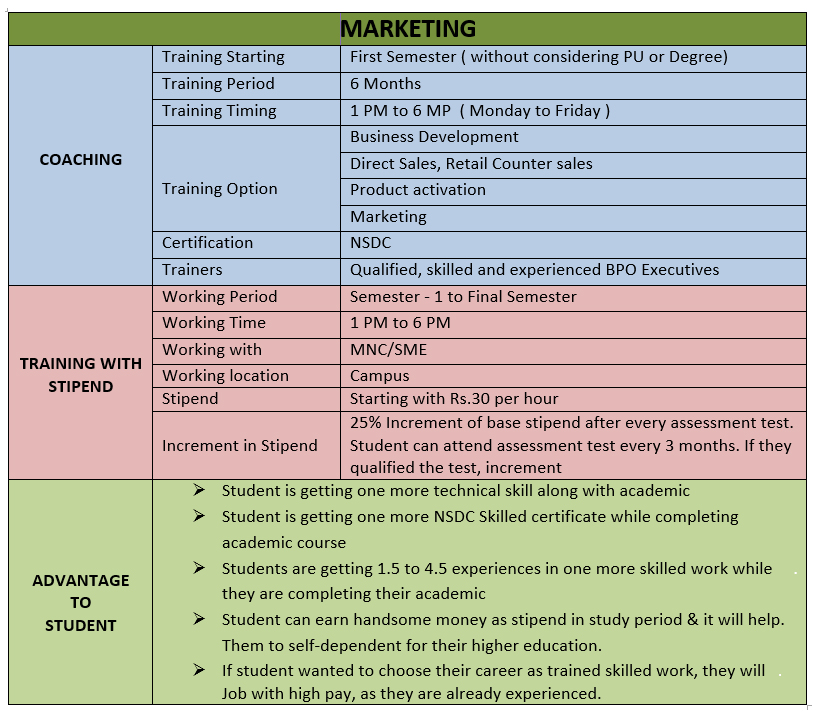 MARKETING
COACHING
Training Starting
First Semester ( without considering PU or Degree)
Training Period
6 Months
Training Timing
1 PM to 6 MP ( Monday to Friday )
Training Option
Business Development
Direct Sales, Retail Counter sales
Product activation
Marketing
Certification
NSDC
Trainers
Qualified, skilled and experienced BPO Executives
TRAINING WITH
STIPEND
Working Period
Semester - 1 to Final Semester
Working Time
1 PM to 6 PM
Working with
MNC/SME
Working location
Campus
Stipend
Starting with Rs.30 per hour
Increment in Stipend
25% Increment of base stipend after every assessment test.
Student can attend assessment test every 3 months. If they
qualified the test, increment
ADVANTAGE
TO
STUDENT
➢ Student is getting one more technical skill along with academic
➢ Student is getting one more NSDC Skilled certificate while completing
academic course
➢ Students are getting 1.5 to 4.5 experiences in one more skilled work while
they are completing their academic
➢ Student can earn handsome money as stipend in study period & it will help.
Them to self-dependent for their higher education.
➢ If student wanted to choose their career as trained skilled work, they will
Job with high pay, as they are already experienced.